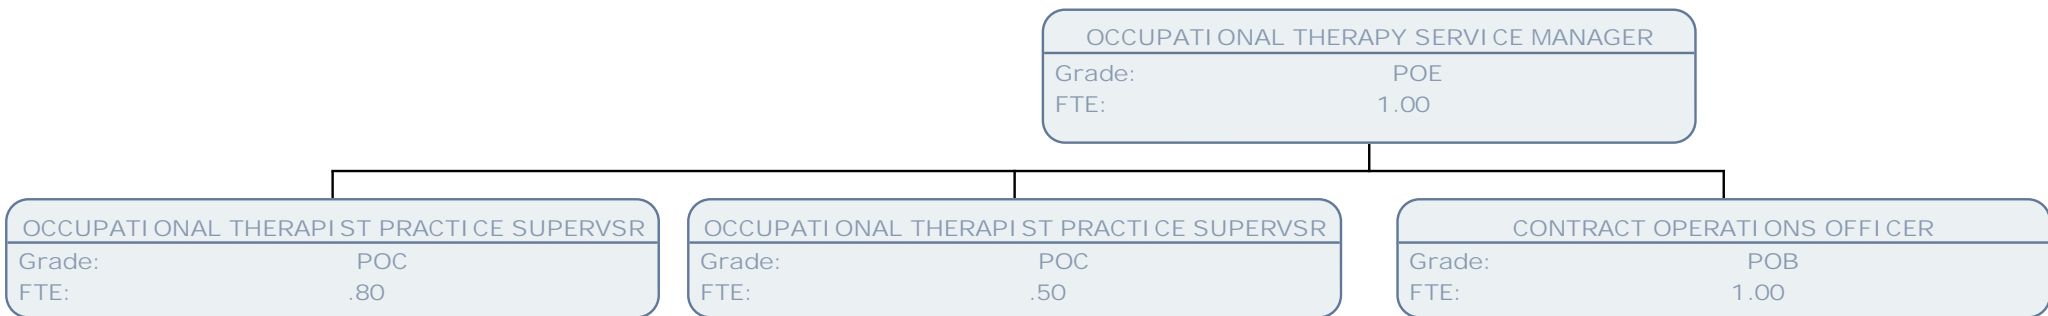 OCCUPATIONAL THERAPY SERVICE MANAGER
Grade: POE
FTE: 1.00
OCCUPATIONAL THERAPIST PRACTICE SUPERVSR
Grade: POC
FTE: .80
OCCUPATIONAL THERAPIST PRACTICE SUPERVSR
Grade: POC
FTE: .50
CONTRACT OPERATIONS OFFICER
Grade: POB
FTE: 1.00